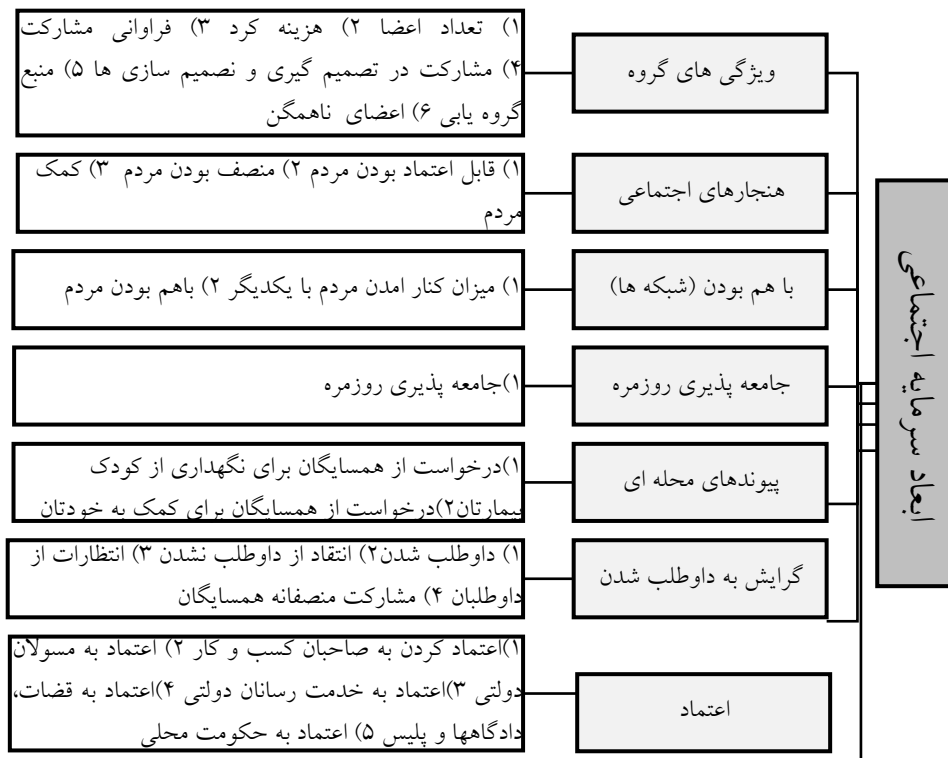 ابعاد سرمایه اجتماعی
ویژگی های گروه
۱) تعداد اعضا ۲) هزینه کرد ۳) فراوانی مشارکت
۴) مشارکت در تصمیم گیری و نصمیم سازی ها ۵) منبع
گروه یابی ۶) اعضای ناهمگن
هنجارهای اجتماعی
۱) قابل اعتماد بودن مردم ۲) منصف بودن مردم ۳) کمک
مردم
با هم بودن (شبکه ها)
۱) میزان کنار امدن مردم با یکدیگر ۲) باهم بودن مردم
جامعه پذیری روزمره
۱)جامعه پذیری روزمره
پیوندهای محله ای
۱)درخواست از همسایگان برای نگهداری از کودک
بیمارتان۲)درخواست از همسایگان برای کمک به خودتان
گرایش به داوطلب شدن
۱) داوطلب شدن۲) انتقاد از داوطلب نشدن ۳) انتظارات از
داوطلبان ۴) مشارکت منصفانه همسایگان
اعتماد
۱)اعتماد کردن به صاحبان کسب و کار ۲) اعتماد به مسولان
دولتی ۳)اعتماد به خدمت رسانان دولتی ۴)اعتماد به قضات،
دادگاهها و پلیس ۵) اعتماد به حکومت محلی